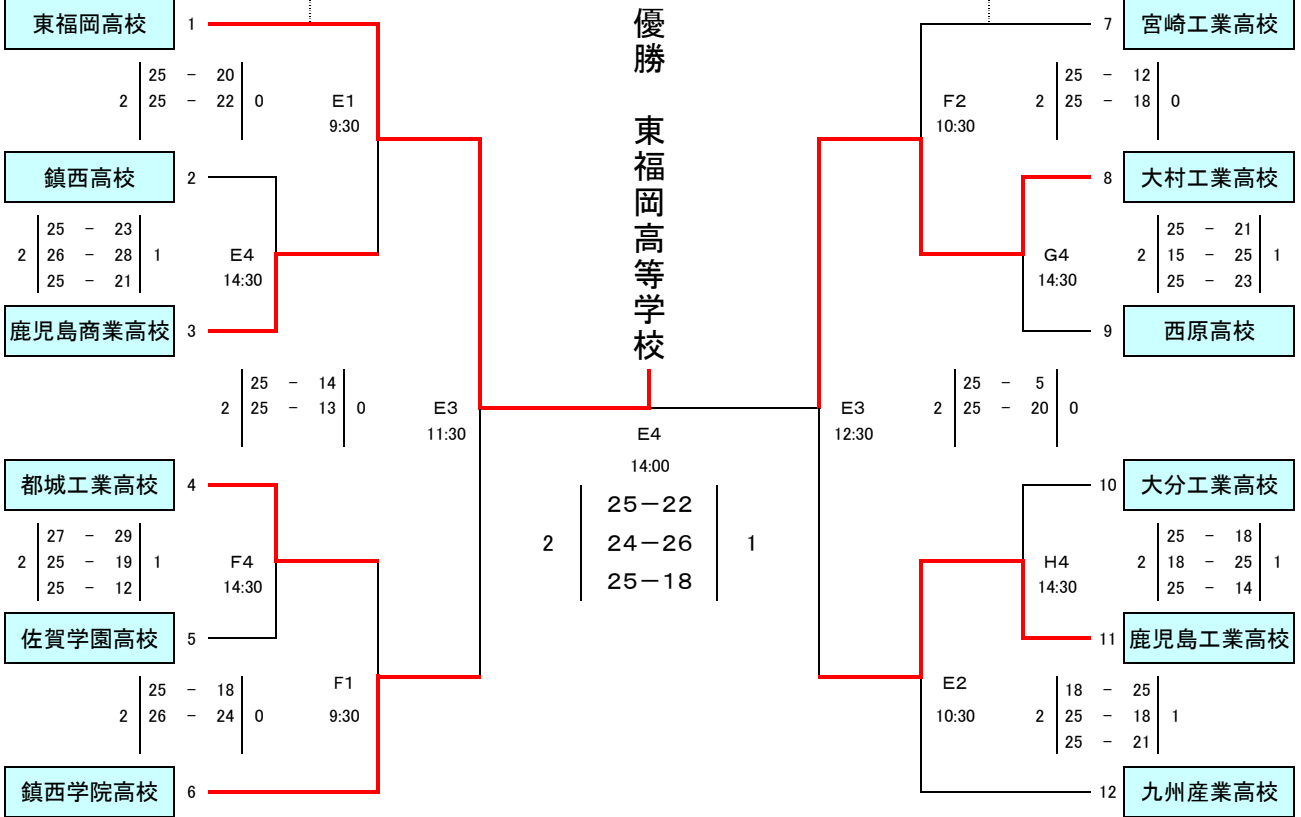 優勝 東福岡高等学校
東福岡高校 1
25 - 20
2 25 - 22 0
E1
9:30
鎮西高校 2
25 - 23
2 26 - 28 1
25 - 21
E4
14:30
鹿児島商業高校 3
25 - 14
2 25 - 13 0
E3
11:30
都城工業高校 4
27 - 29
2 25 - 19 1
25 - 12
F4
14:30
佐賀学園高校 5
25 - 18
2 26 - 24 0
F1
9:30
鎮西学院高校 6
E4
14:00
25-22
2 24-26 1
25-18
7 宮崎工業高校
25 - 12
2 25 - 18 0
F2
10:30
8 大村工業高校
25 - 21
2 15 - 25 1
25 - 23
G4
14:30
9 西原高校
25 - 5
2 25 - 20 0
E3
12:30
10 大分工業高校
25 - 18
2 18 - 25 1
25 - 14
H4
14:30
11 鹿児島工業高校
18 - 25
2 25 - 18 1
25 - 21
E2
10:30
12 九州産業高校